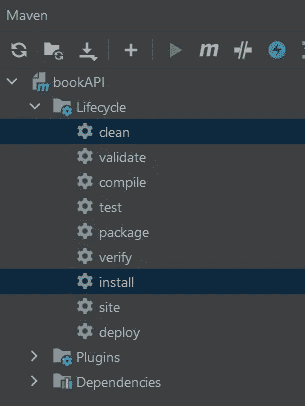 Maven
bookAPI
Lifecycle
clean
validate
compile
test
package
verify
install
site
deploy
Plugins
Dependencies